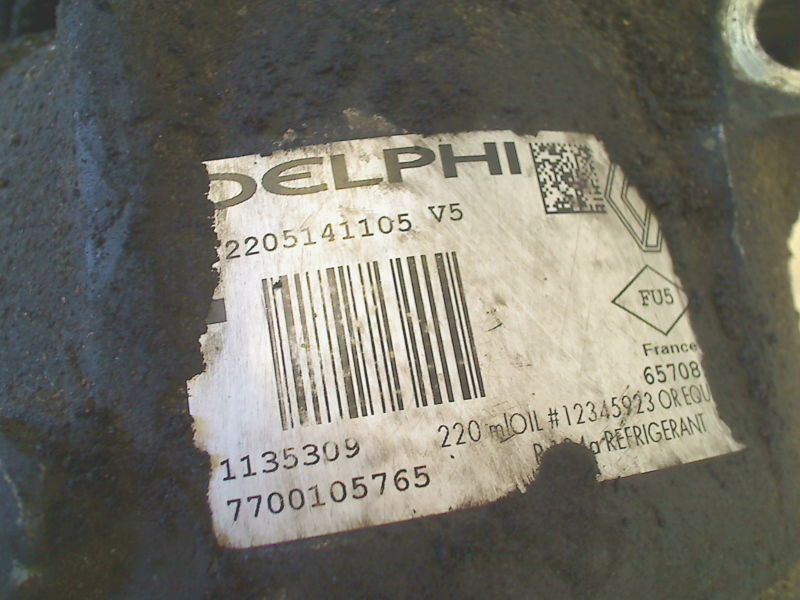 DELPHI
2205141105 V5
FU5
France
65708
220 ml OIL #12345923 OR EQU
REFRIGERANT
1135309
7700105765